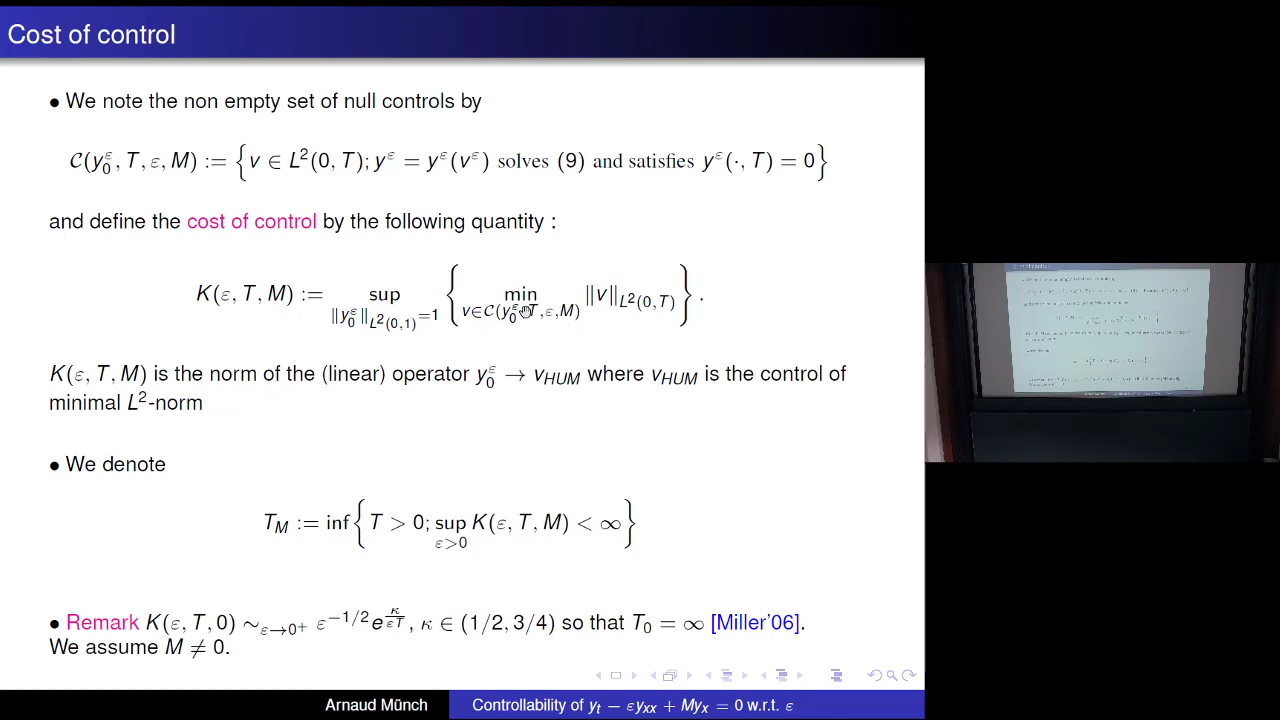 Cost of control
• We note the non empty set of null controls by
C(y₀^ε, T, ε, M) := {v ∈ L²(0, T); y^ε = y^ε(v^ε) solves (9) and satisfies y^ε(·, T) = 0}
and define the cost of control by the following quantity :
K(ε, T, M) := sup_{‖y₀^ε‖_{L²(0,1)}=1} { min_{v∈C(y₀^ε,T,ε,M)} ‖v‖_{L²(0,T)} } .
K(ε, T, M) is the norm of the (linear) operator y₀^ε → v_HUM where v_HUM is the control of
minimal L²-norm
• We denote
T_M := inf{ T > 0; sup_{ε>0} K(ε, T, M) < ∞ }
• Remark K(ε, T, 0) ∼_{ε→0⁺} ε^{−1/2} e^{κ/(εT)}, κ ∈ (1/2, 3/4) so that T₀ = ∞ [Miller'06].
We assume M ≠ 0.
Arnaud Münch Controllability of y_t − εy_xx + My_x = 0 w.r.t. ε